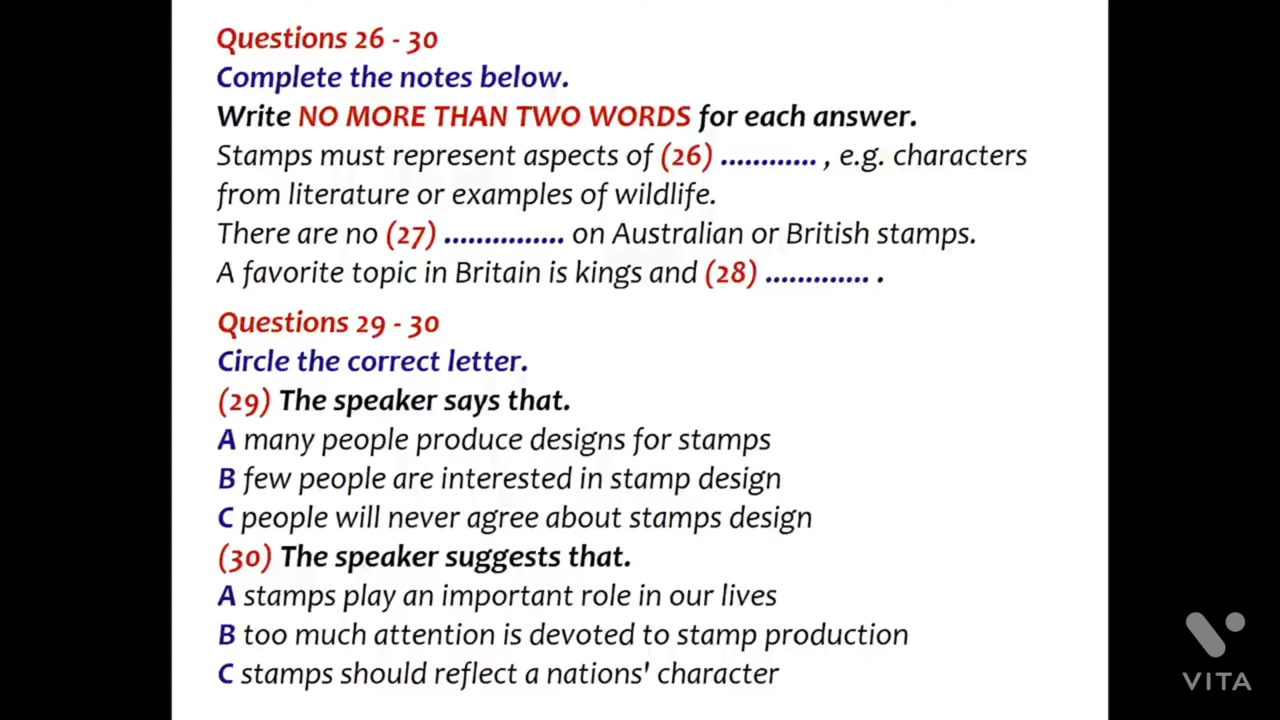 Questions 26 - 30
Complete the notes below.
Write NO MORE THAN TWO WORDS for each answer.
Stamps must represent aspects of (26) ............ , e.g. characters
from literature or examples of wildlife.
There are no (27) ............... on Australian or British stamps.
A favorite topic in Britain is kings and (28) ............. .
Questions 29 - 30
Circle the correct letter.
(29) The speaker says that.
A many people produce designs for stamps
B few people are interested in stamp design
C people will never agree about stamps design
(30) The speaker suggests that.
A stamps play an important role in our lives
B too much attention is devoted to stamp production
C stamps should reflect a nations' character
VITA